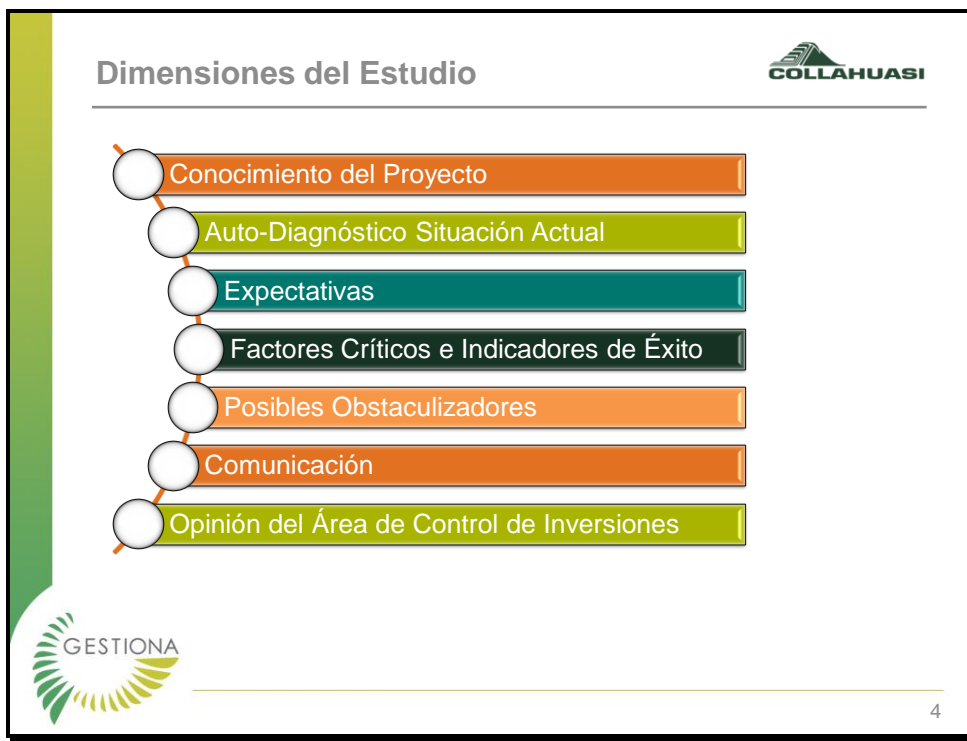 Dimensiones del Estudio
COLLAHUASI
Conocimiento del Proyecto
Auto-Diagnóstico Situación Actual
Expectativas
Factores Críticos e Indicadores de Éxito
Posibles Obstaculizadores
Comunicación
Opinión del Área de Control de Inversiones
GESTIONA
4